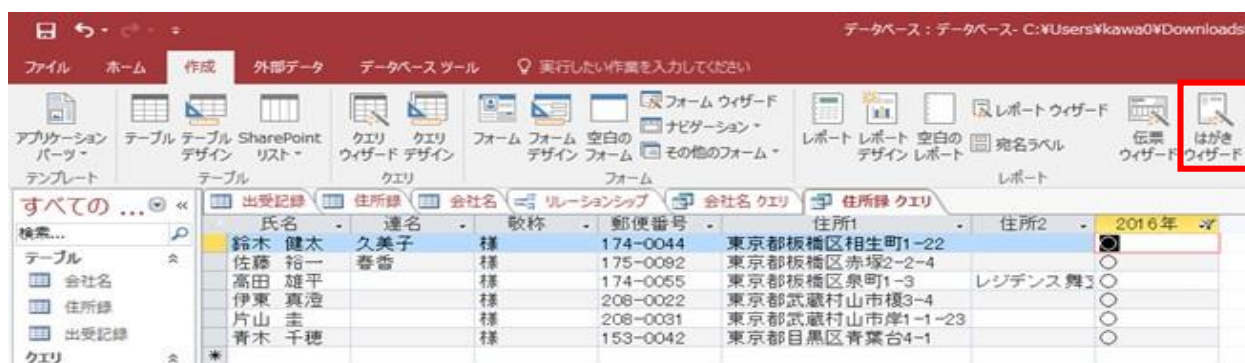 データベース : データベース- C:¥Users¥kawa0¥Downloads
ファイル ホーム 作成 外部データ データベース ツール 実行したい作業を入力してください
アプリケーション パーツ テーブル テーブル デザイン SharePoint リスト クエリ ウィザード クエリ デザイン フォーム フォーム デザイン 空白の フォーム フォーム ウィザード ナビゲーション その他のフォーム レポート レポート デザイン 空白の レポート レポート ウィザード 宛名ラベル 伝票 ウィザード はがき ウィザード
テンプレート テーブル クエリ フォーム レポート
すべての ... « 出受記録 住所録 会社名 リレーションシップ 会社名 クエリ 住所録 クエリ
検索... 氏名 連名 敬称 郵便番号 住所1 住所2 2016年
鈴木 健太 久美子 様 174-0044 東京都板橋区相生町1-22
テーブル 佐藤 裕一 春香 様 175-0092 東京都板橋区赤塚2-2-4 ○
会社名 高田 雄平 様 174-0055 東京都板橋区泉町1-3 レジデンス ○
住所録 伊東 真澄 様 208-0022 東京都武蔵村山市榎3-4 ○
片山 圭 様 208-0031 東京都武蔵村山市岸1-1-23 ○
出受記録 青木 千穂 様 153-0042 東京都目黒区青葉台4-1 ○
クエリ *